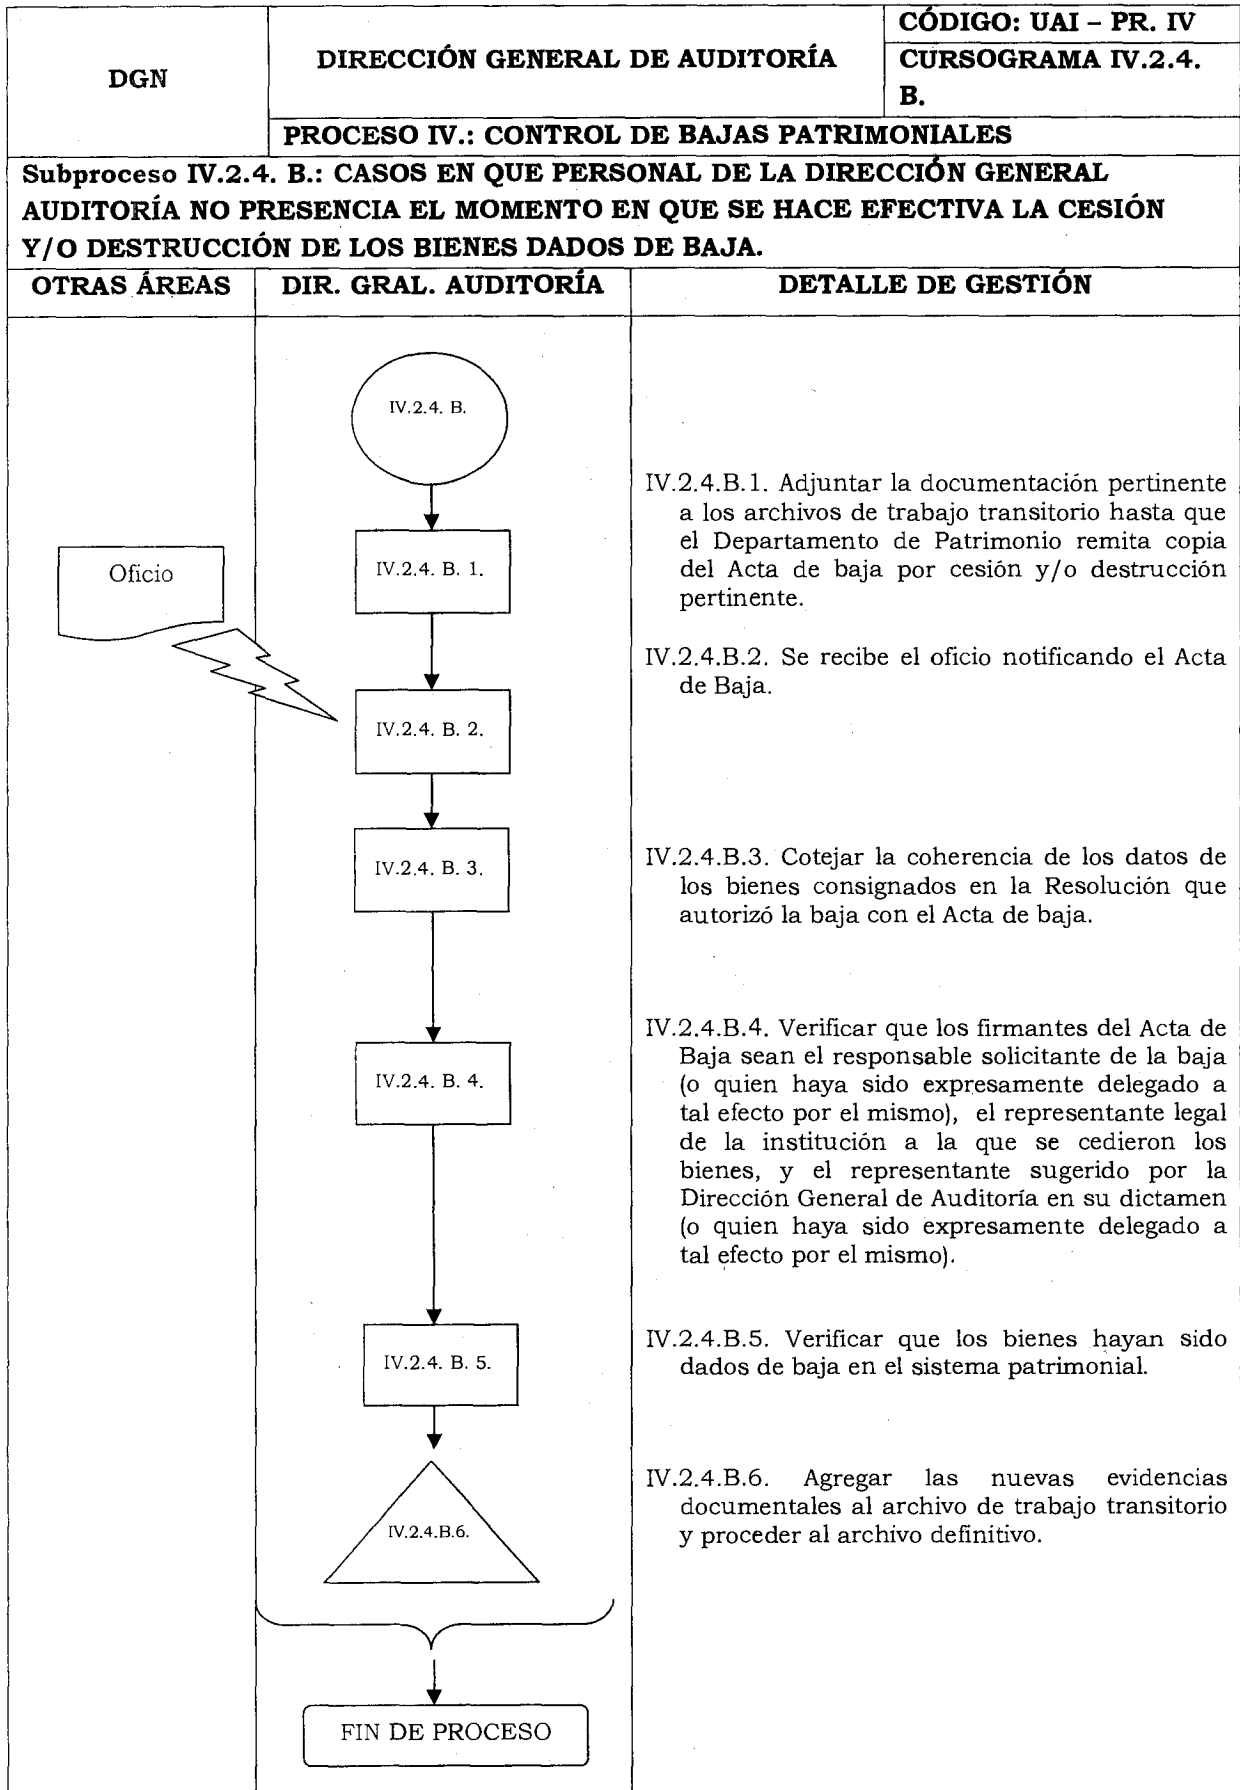 DGN
DIRECCIÓN GENERAL DE AUDITORÍA
CÓDIGO: UAI – PR. IV
CURSOGRAMA IV.2.4.
B.
PROCESO IV.: CONTROL DE BAJAS PATRIMONIALES
Subproceso IV.2.4. B.: CASOS EN QUE PERSONAL DE LA DIRECCIÓN GENERAL
AUDITORÍA NO PRESENCIA EL MOMENTO EN QUE SE HACE EFECTIVA LA CESIÓN
Y/O DESTRUCCIÓN DE LOS BIENES DADOS DE BAJA.
OTRAS ÁREAS
DIR. GRAL. AUDITORÍA
DETALLE DE GESTIÓN
IV.2.4. B.
IV.2.4.B.1. Adjuntar la documentación pertinente
a los archivos de trabajo transitorio hasta que
el Departamento de Patrimonio remita copia
del Acta de baja por cesión y/o destrucción
pertinente.
Oficio
IV.2.4. B. 1.
IV.2.4.B.2. Se recibe el oficio notificando el Acta
de Baja.
IV.2.4. B. 2.
IV.2.4. B. 3.
IV.2.4.B.3. Cotejar la coherencia de los datos de
los bienes consignados en la Resolución que
autorizó la baja con el Acta de baja.
IV.2.4. B. 4.
IV.2.4.B.4. Verificar que los firmantes del Acta de
Baja sean el responsable solicitante de la baja
(o quien haya sido expresamente delegado a
tal efecto por el mismo), el representante legal
de la institución a la que se cedieron los
bienes, y el representante sugerido por la
Dirección General de Auditoría en su dictamen
(o quien haya sido expresamente delegado a
tal efecto por el mismo).
IV.2.4. B. 5.
IV.2.4.B.5. Verificar que los bienes hayan sido
dados de baja en el sistema patrimonial.
IV.2.4.B.6.
IV.2.4.B.6. Agregar las nuevas evidencias
documentales al archivo de trabajo transitorio
y proceder al archivo definitivo.
FIN DE PROCESO